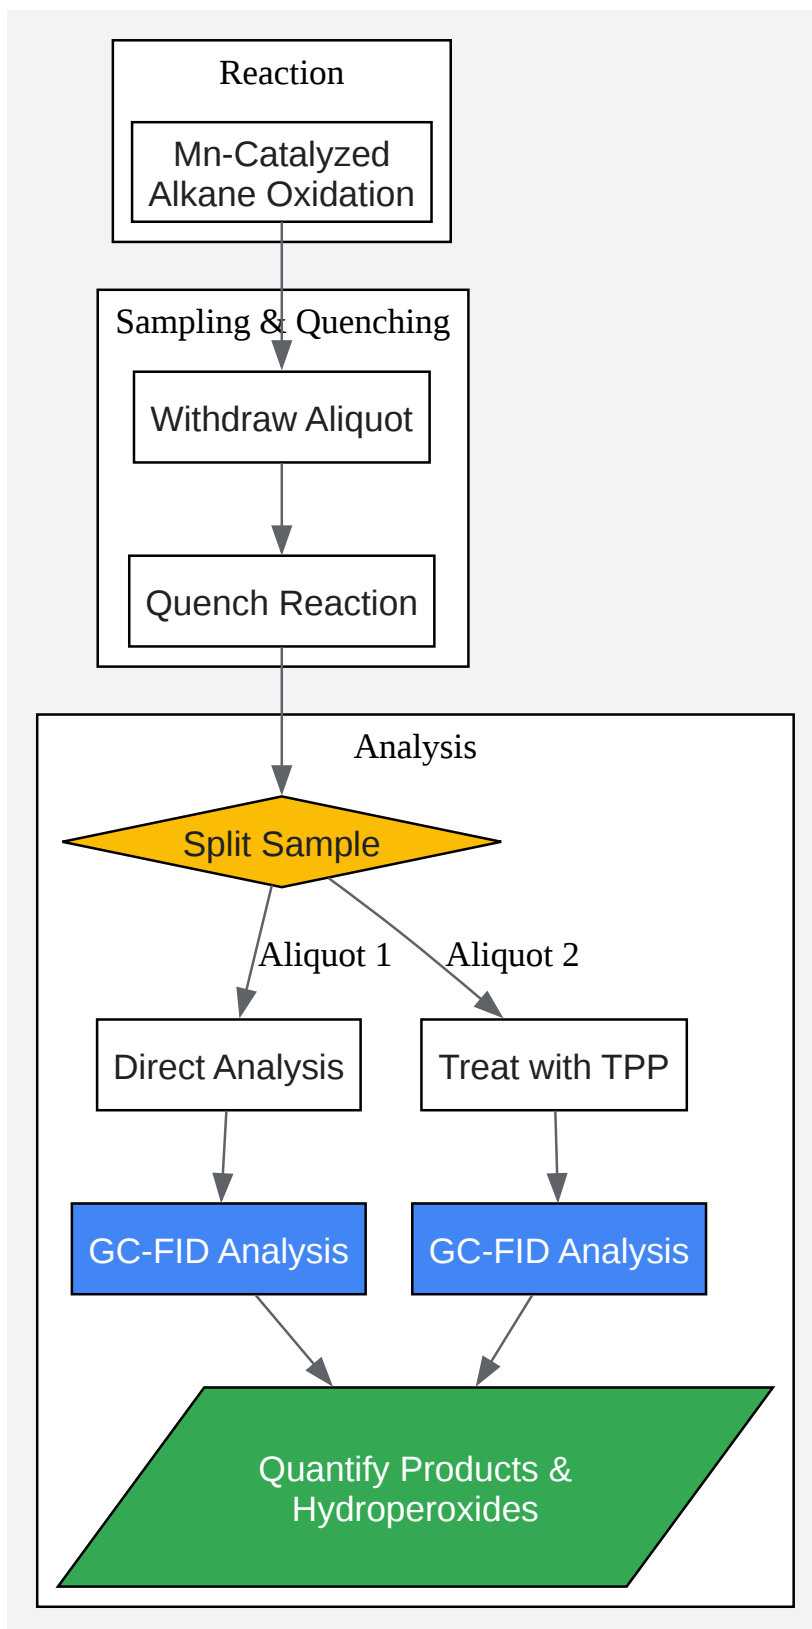 Reaction
Mn-Catalyzed
Alkane Oxidation
Sampling & Quenching
Withdraw Aliquot
Quench Reaction
Analysis
Split Sample
Aliquot 1
Aliquot 2
Direct Analysis
Treat with TPP
GC-FID Analysis
GC-FID Analysis
Quantify Products &
Hydroperoxides